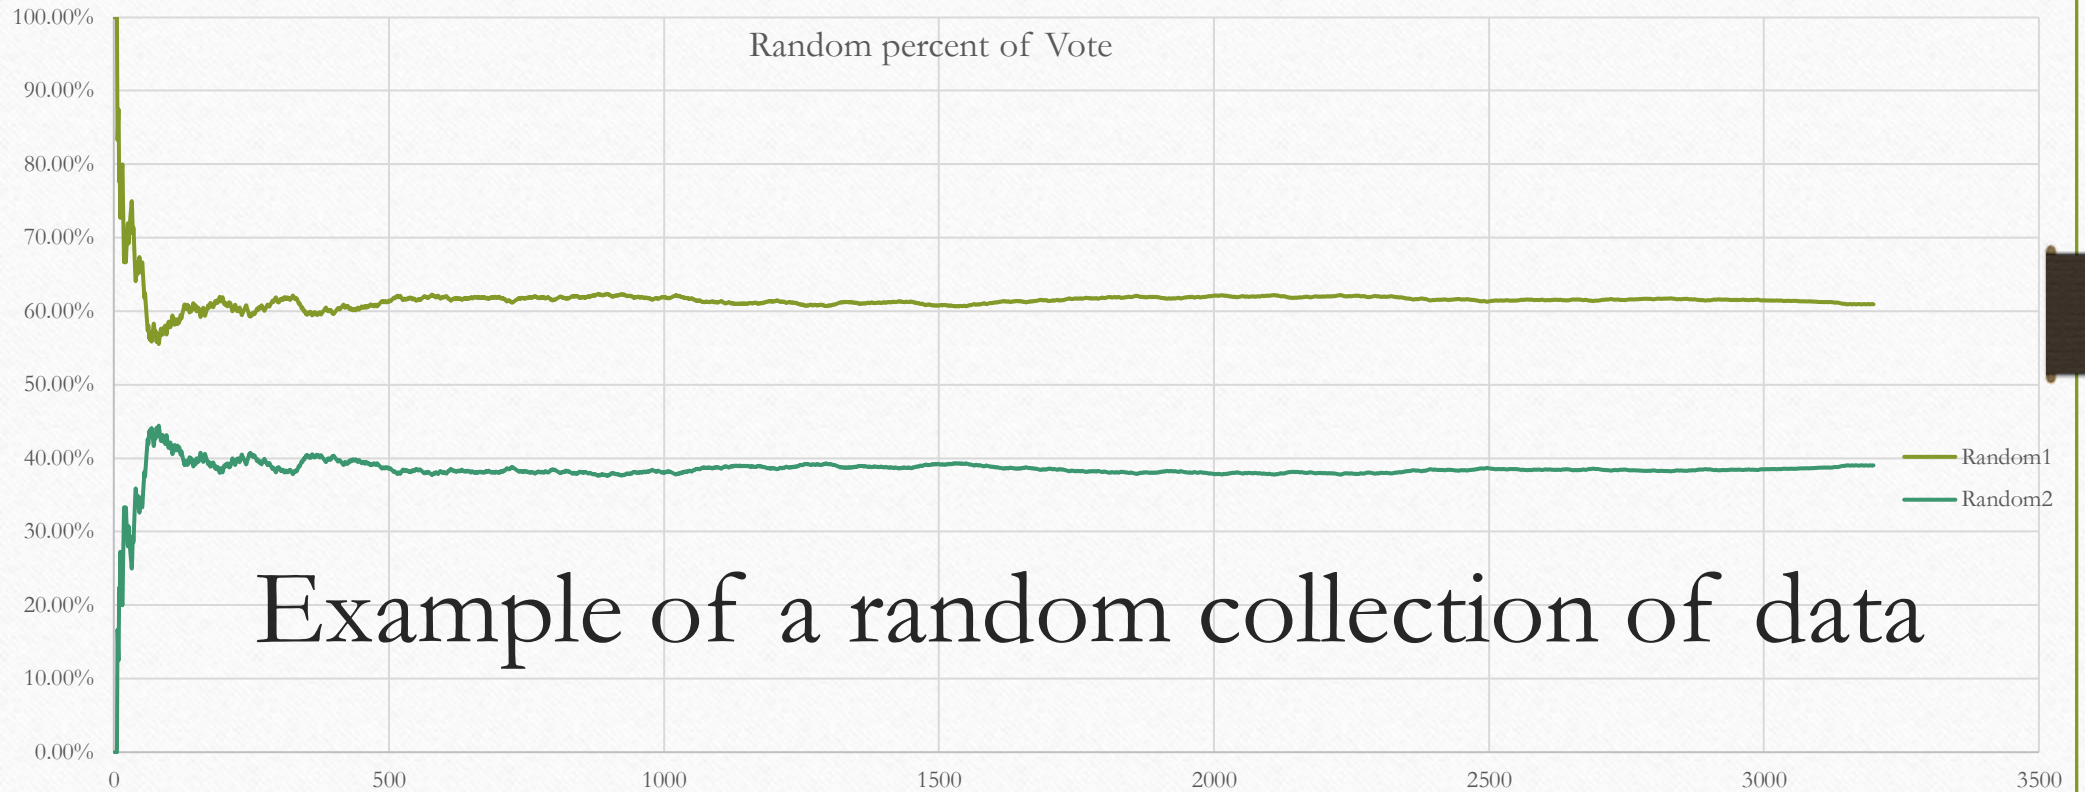 Random percent of Vote
100.00%
90.00%
80.00%
70.00%
60.00%
50.00%
40.00%
30.00%
20.00%
10.00%
0.00%
Random1
Random2
Example of a random collection of data
0 500 1000 1500 2000 2500 3000 3500